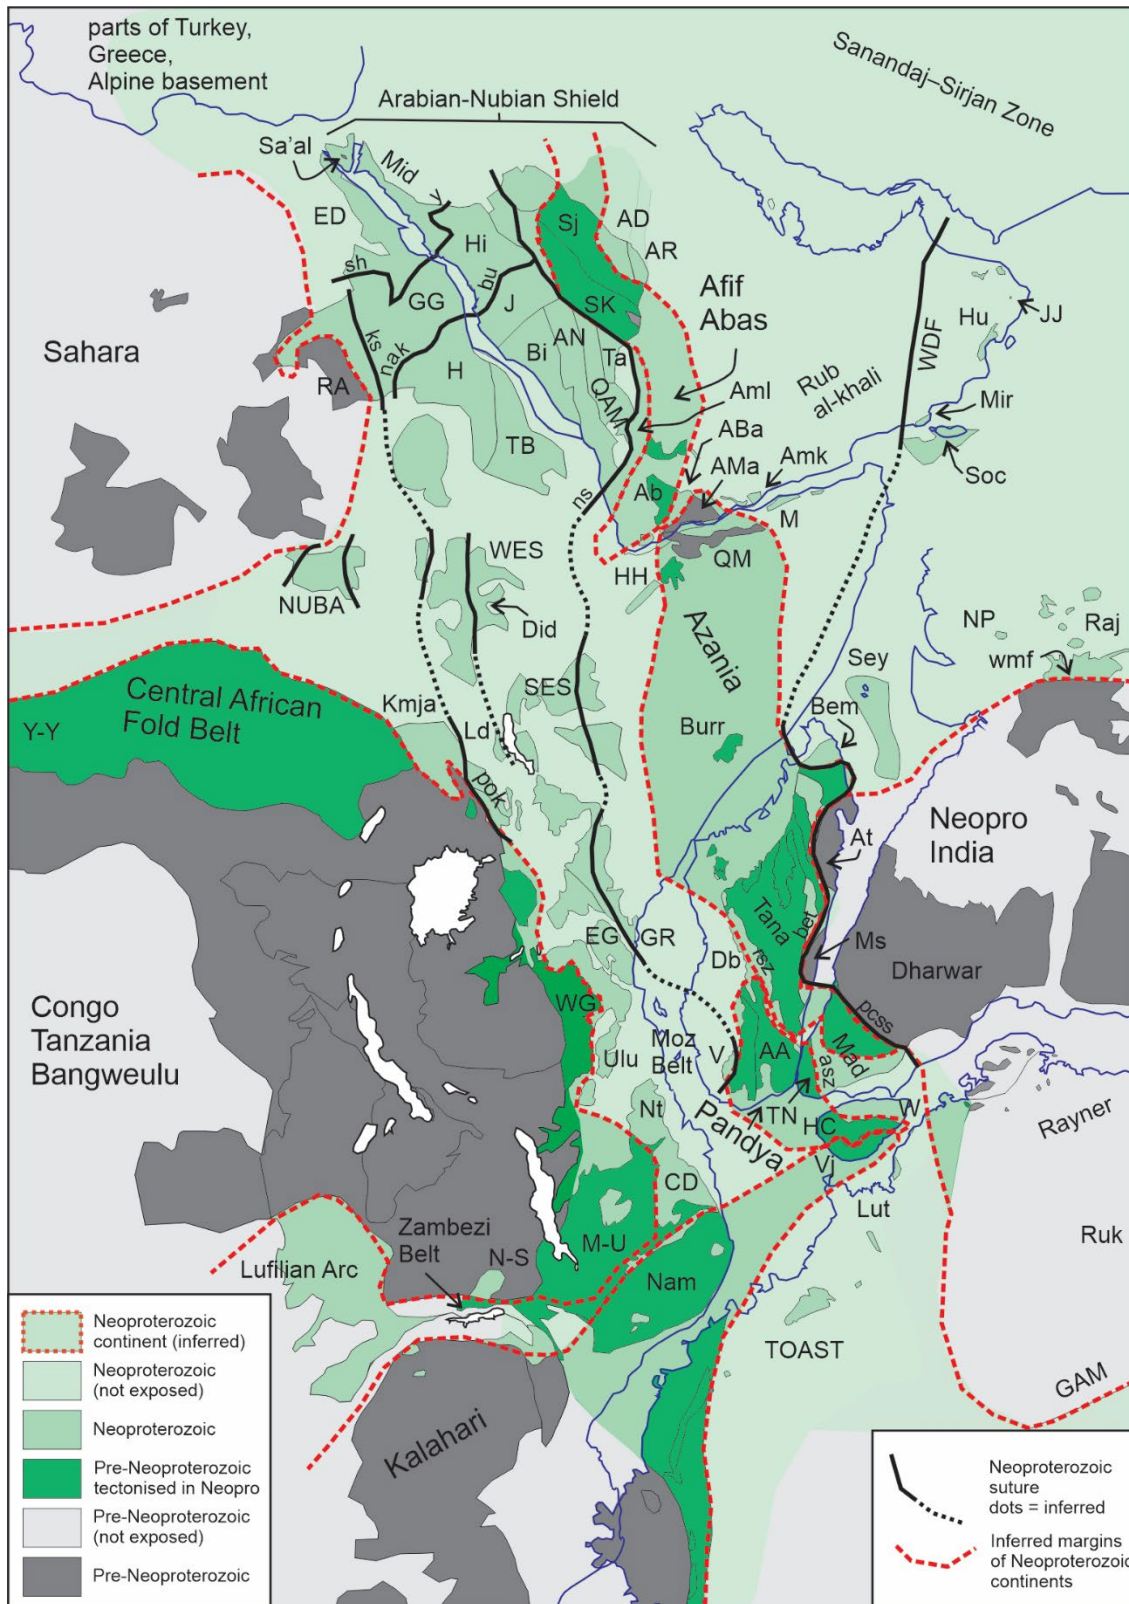 parts of Turkey,
Greece,
Alpine basement
Sanandaj–Sirjan Zone
Arabian-Nubian Shield
Sa'al
Mid
y
ED
Hi
Sj
AD
AR
sh
bu
GG
J
SK
Afif
Abas
Hu
JJ
WDF
Sahara
ks
nak
AN
Bi
Ta
RA
H
QAM
Aml
Rub
al-khali
Mir
TB
ABa
AMa
Amk
Soc
ns
Ab
M
WES
HH
QM
NUBA
Did
NP
Raj
wmf
Azania
Sey
Central African
Fold Belt
SES
Kmja
Bem
Y-Y
Ld
Burr
pok
Neopro
India
At
Tana
bet
EG
GR
Db
rsz
Ms
Dharwar
WG
pcss
Congo
Tanzania
Bangweulu
Ulu
Moz
Belt
V
AA
asz
Mad
Nt
TN
HC
W
Rayner
Pandya
Vj
CD
Lut
Zambezi
Belt
N-S
M-U
Ruk
Lufilian Arc
Nam
TOAST
GAM
Kalahari
Neoproterozoic
continent (inferred)
Neoproterozoic
(not exposed)
Neoproterozoic
Pre-Neoproterozoic
tectonised in Neopro
Pre-Neoproterozoic
(not exposed)
Pre-Neoproterozoic
Neoproterozoic
suture
dots = inferred
Inferred margins
of Neoproterozoic
continents